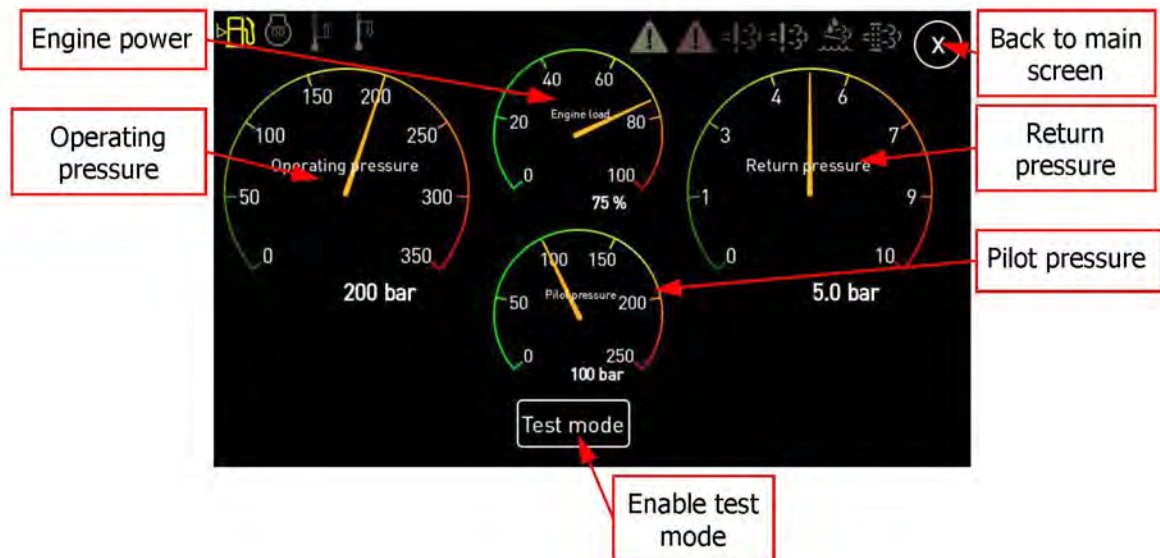 Engine power
Operating
pressure
Back to main
screen
Return
pressure
Pilot pressure
Enable test
mode
X
0
50
100
150
200
250
300
350
Operating pressure
200 bar
0
20
40
60
80
100
Engine load
75 %
0
50
100
150
200
250
Pilot pressure
100 bar
0
1
3
4
6
7
9
10
Return pressure
5.0 bar
Test mode